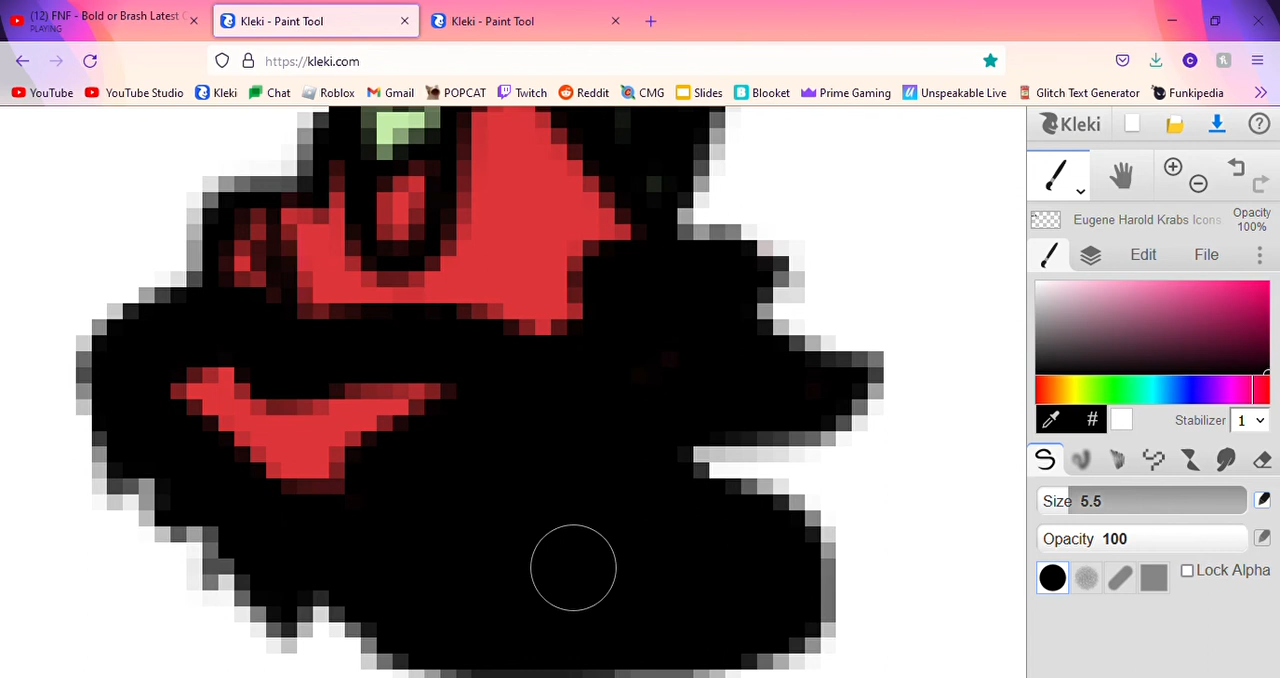 (12) FNF - Bold or Brash Latest
PLAYING
Kleki - Paint Tool
Kleki - Paint Tool
https://kleki.com
YouTube YouTube Studio Kleki Chat Roblox Gmail POPCAT Twitch Reddit CMG Slides Blooket Prime Gaming Unspeakable Live Glitch Text Generator Funkipedia
Kleki
Eugene Harold Krabs Icons
Opacity
100%
Edit File
# Stabilizer 1
Size 5.5
Opacity 100
Lock Alpha